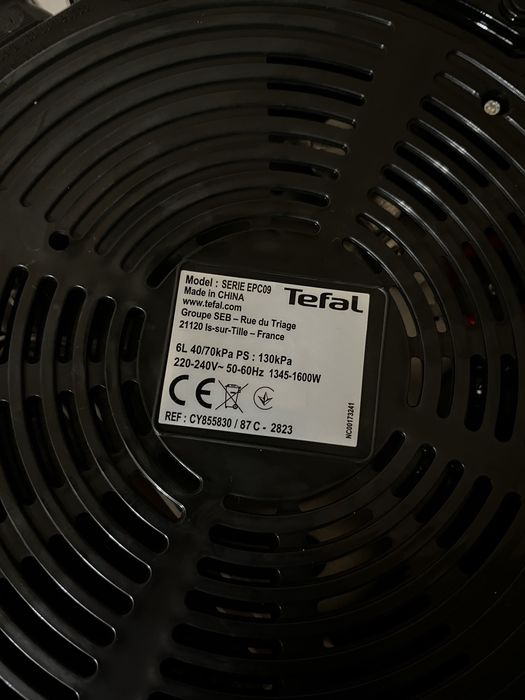 Model : SERIE EPC09
Tefal
Made in CHINA
www.tefal.com
Groupe SEB – Rue du Triage
21120 Is-sur-Tille – France
6L 40/70kPa PS : 130kPa
220-240V~ 50-60Hz 1345-1600W
CE
REF : CY855830 / 87 C - 2823
NC00173241